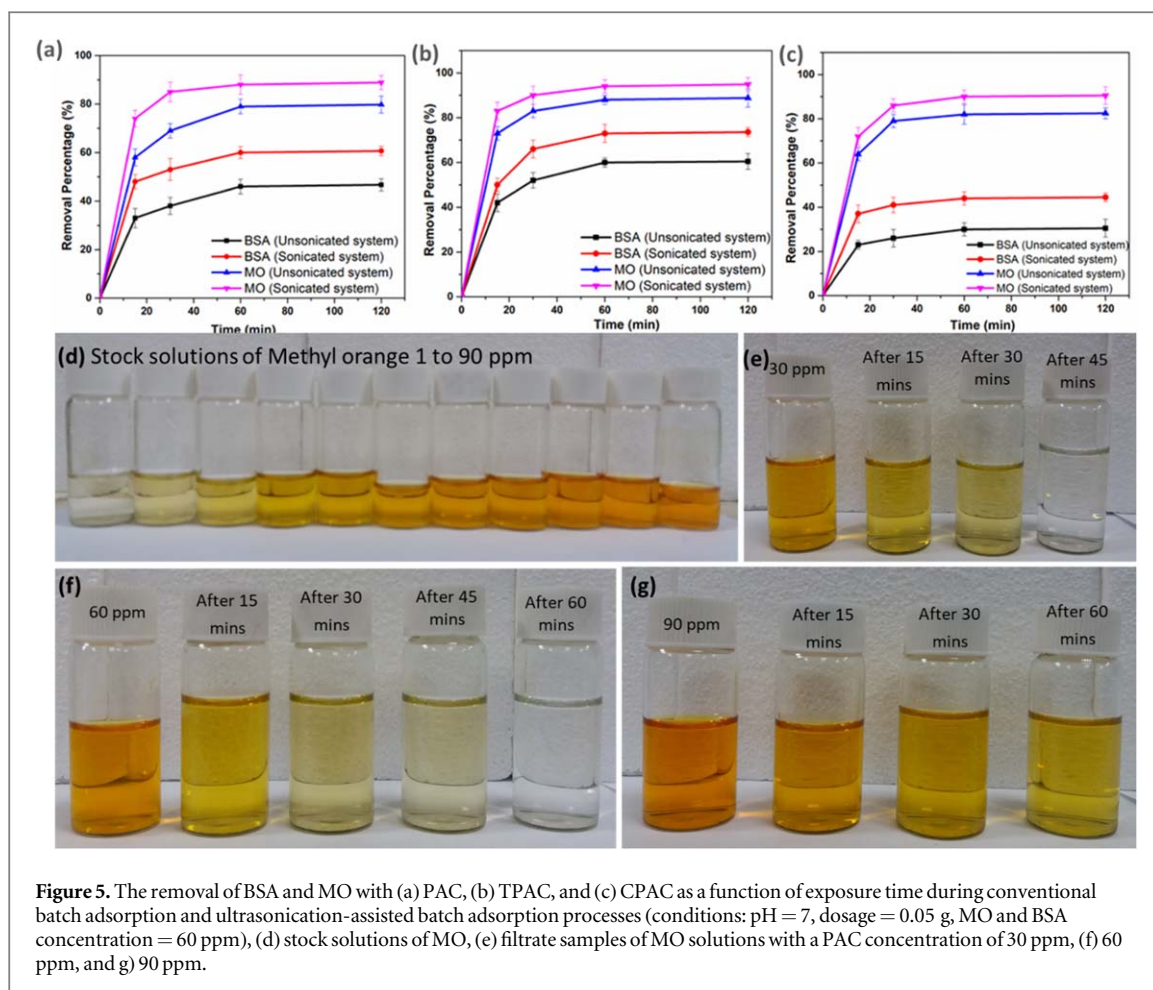 (a)
(b)
(c)
100
80
60
40
20
0
Removal Percentage (%)
BSA (Unsonicated system)
BSA (Sonicated system)
MO (Unsonicated system)
MO (Sonicated system)
0 20 40 60 80 100 120
Time (min)
100
80
60
40
20
0
Removal Percentage (%)
BSA (Unsonicated system)
BSA (Sonicated system)
MO (Unsonicated system)
MO (Sonicated system)
0 20 40 60 80 100 120
Time (min)
100
80
60
40
20
0
Removal Percentage (%)
BSA (Unsonicated system)
BSA (Sonicated system)
MO (Unsonicated system)
MO (Sonicated system)
0 20 40 60 80 100 120
Time (min)
(d) Stock solutions of Methyl orange 1 to 90 ppm
(e)
30 ppm
After 15
mins
After 30
mins
After 45
mins
(f)
60 ppm
After 15
mins
After 30
mins
After 45
mins
After 60
mins
(g)
90 ppm
After 15
mins
After 30
mins
After 60
mins
Figure 5. The removal of BSA and MO with (a) PAC, (b) TPAC, and (c) CPAC as a function of exposure time during conventional
batch adsorption and ultrasonication-assisted batch adsorption processes (conditions: pH = 7, dosage = 0.05 g, MO and BSA
concentration = 60 ppm), (d) stock solutions of MO, (e) filtrate samples of MO solutions with a PAC concentration of 30 ppm, (f) 60
ppm, and g) 90 ppm.